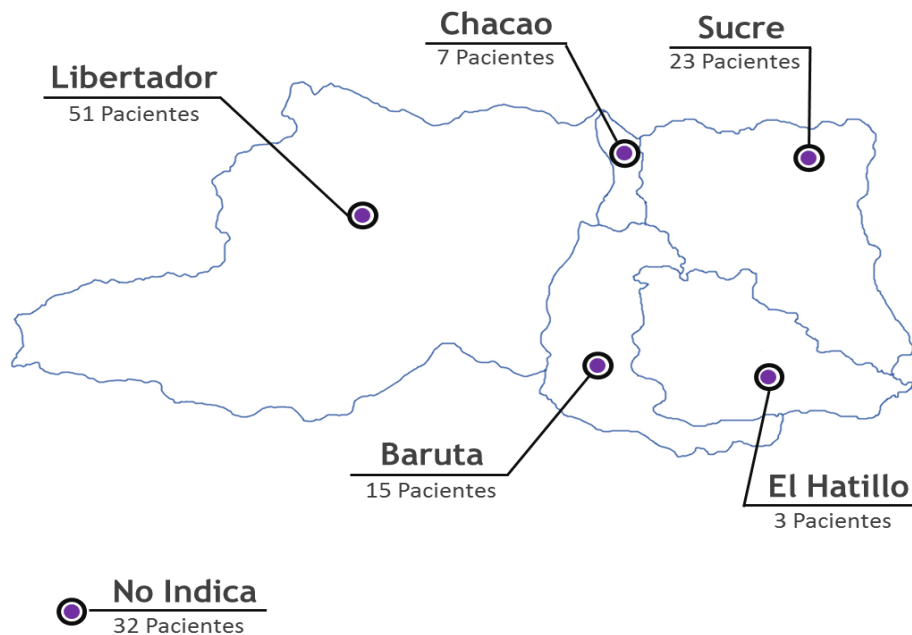 Chacao
7 Pacientes
Sucre
23 Pacientes
Libertador
51 Pacientes
Baruta
15 Pacientes
El Hatillo
3 Pacientes
No Indica
32 Pacientes